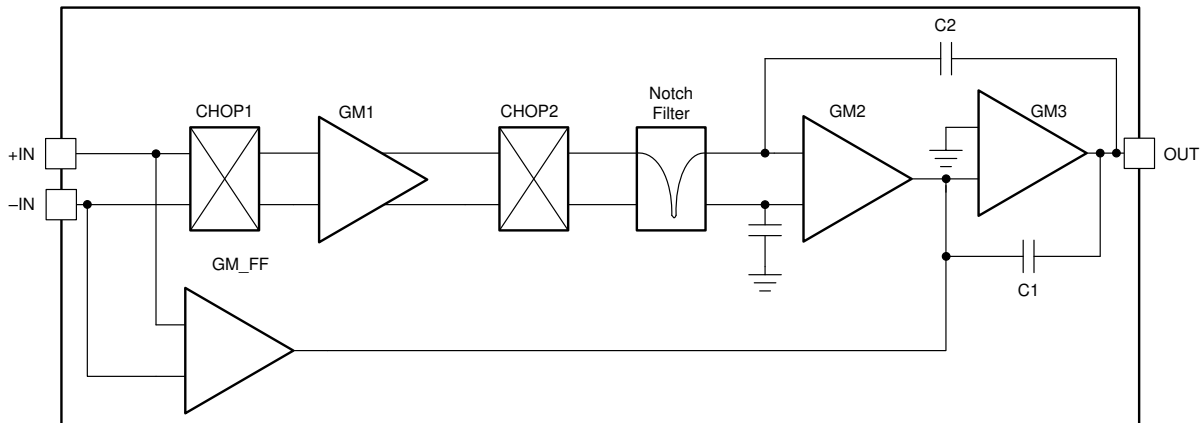 C2
Notch
Filter
CHOP1
GM1
CHOP2
GM2
GM3
+IN
–IN
OUT
GM_FF
C1